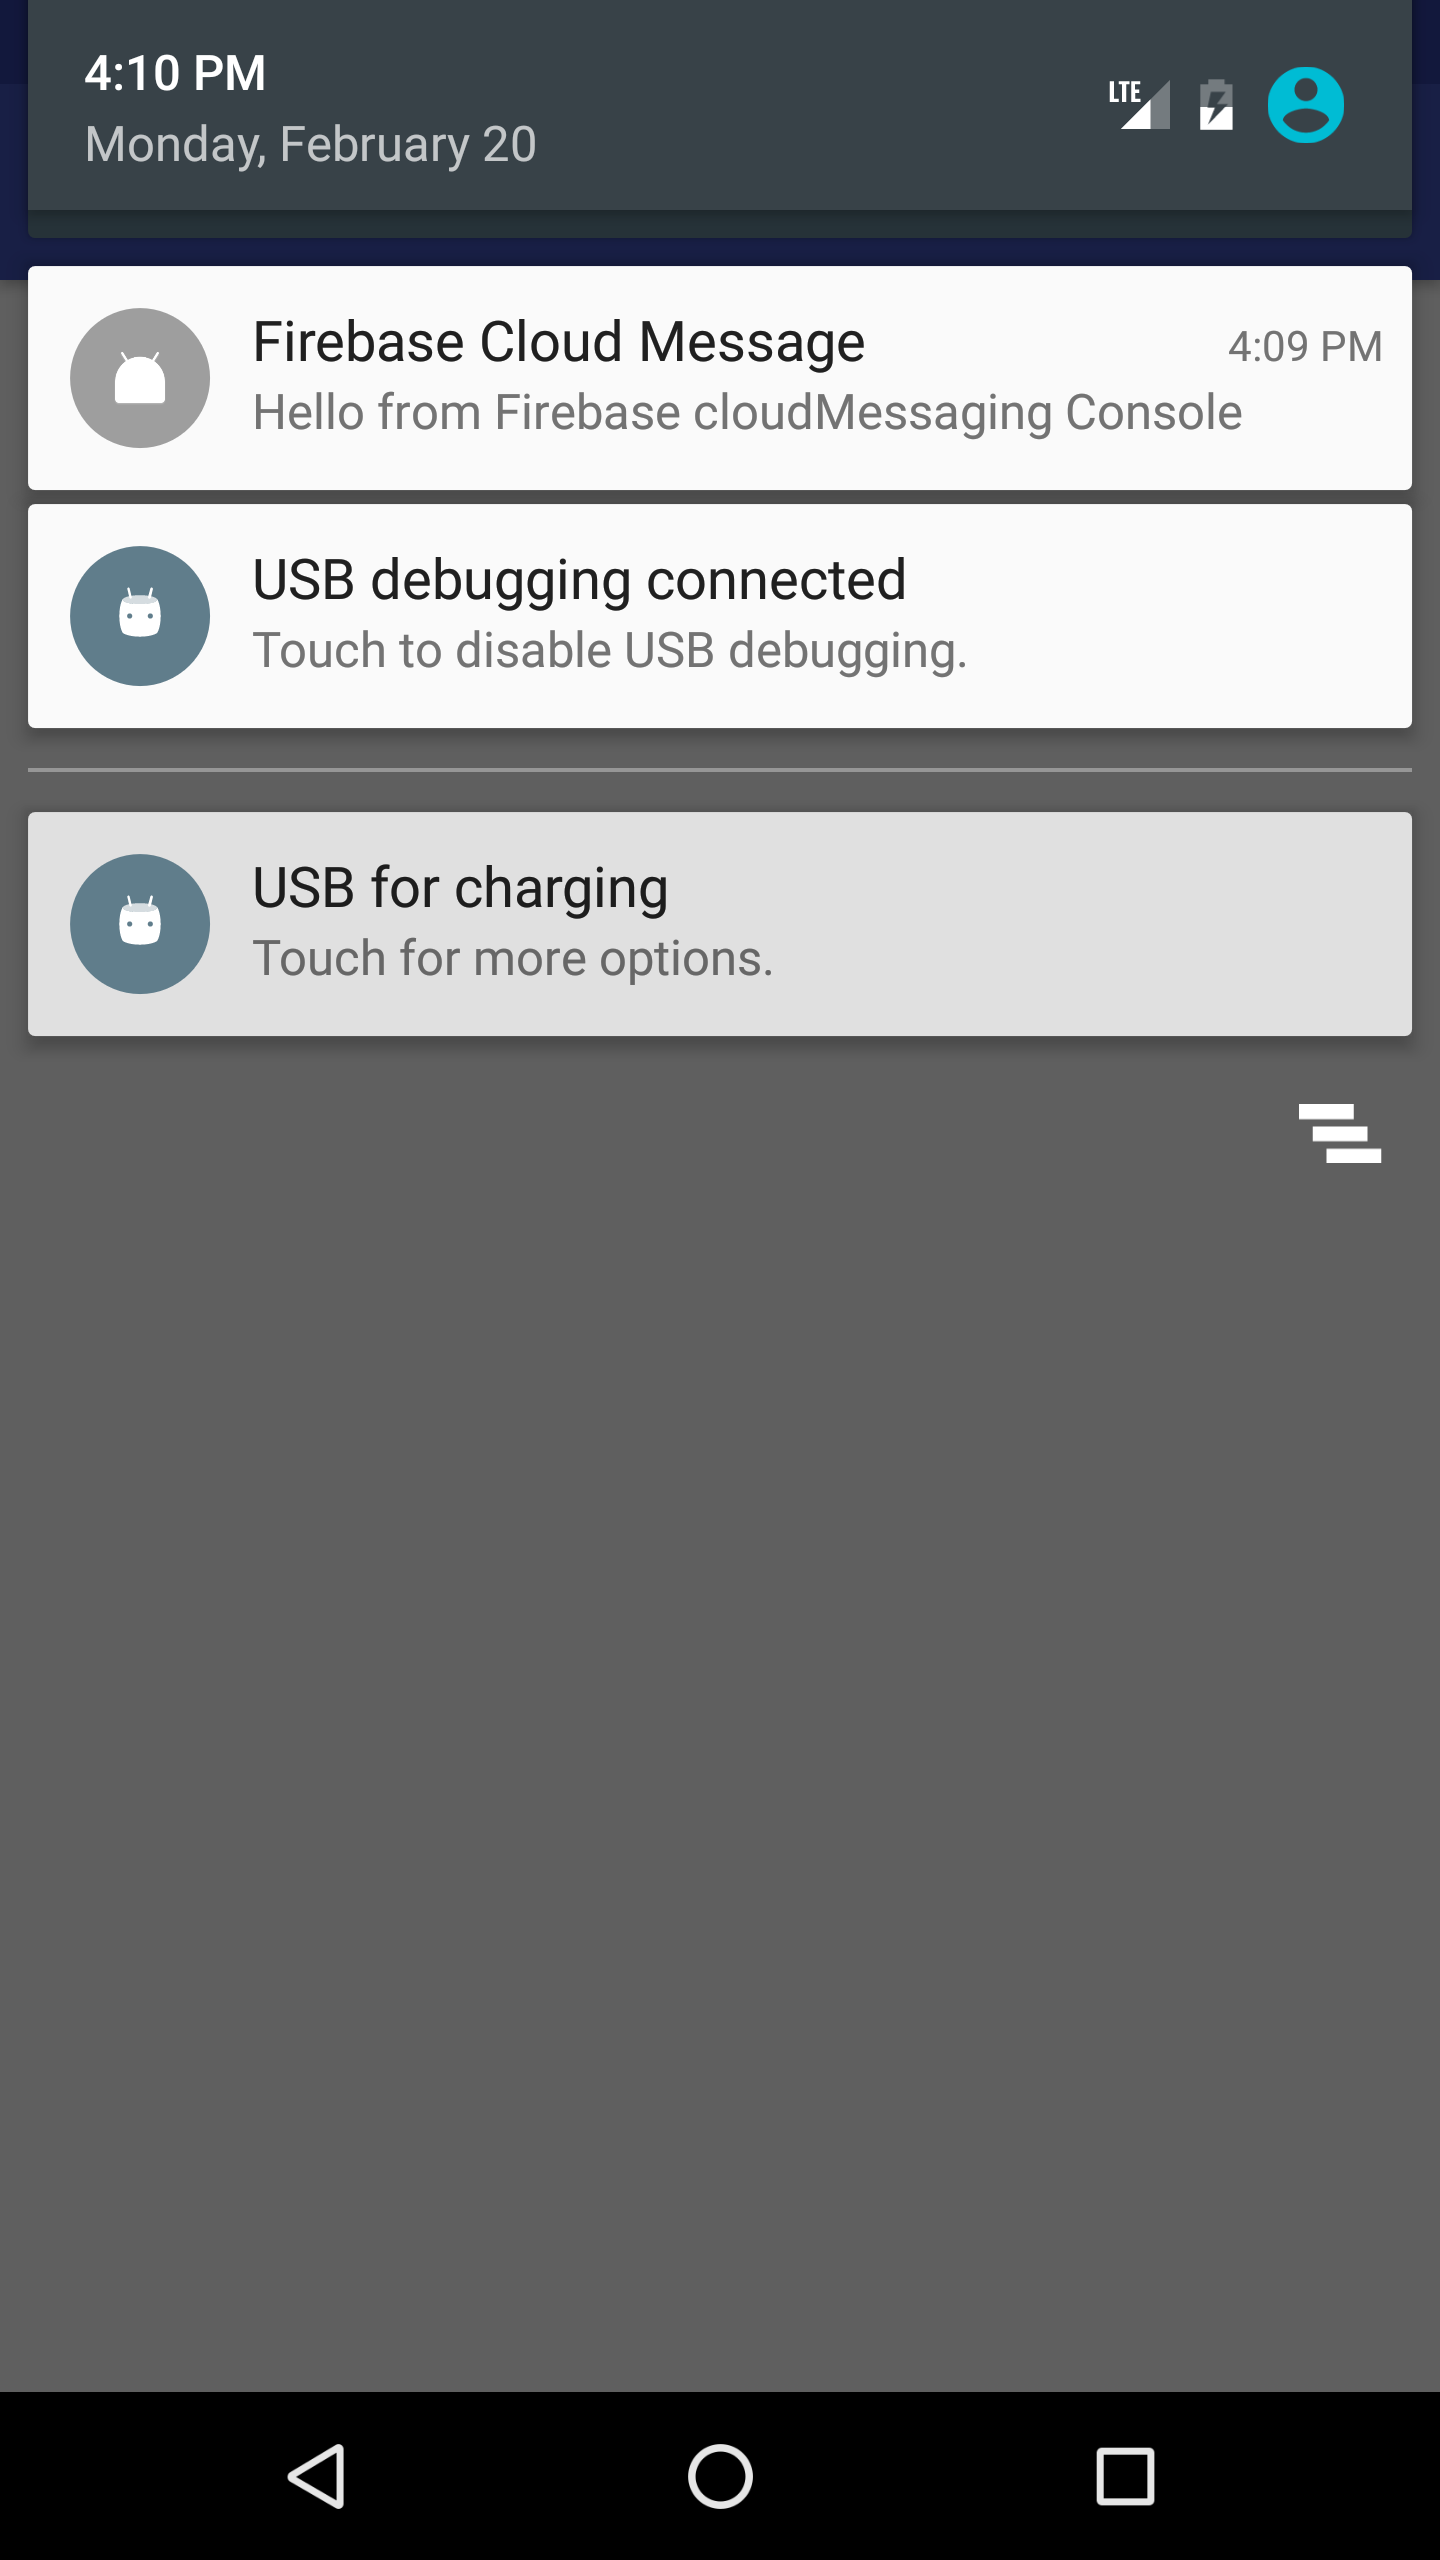 4:10 PM
Monday, February 20
LTE
Firebase Cloud Message
4:09 PM
Hello from Firebase cloudMessaging Console
USB debugging connected
Touch to disable USB debugging.
USB for charging
Touch for more options.